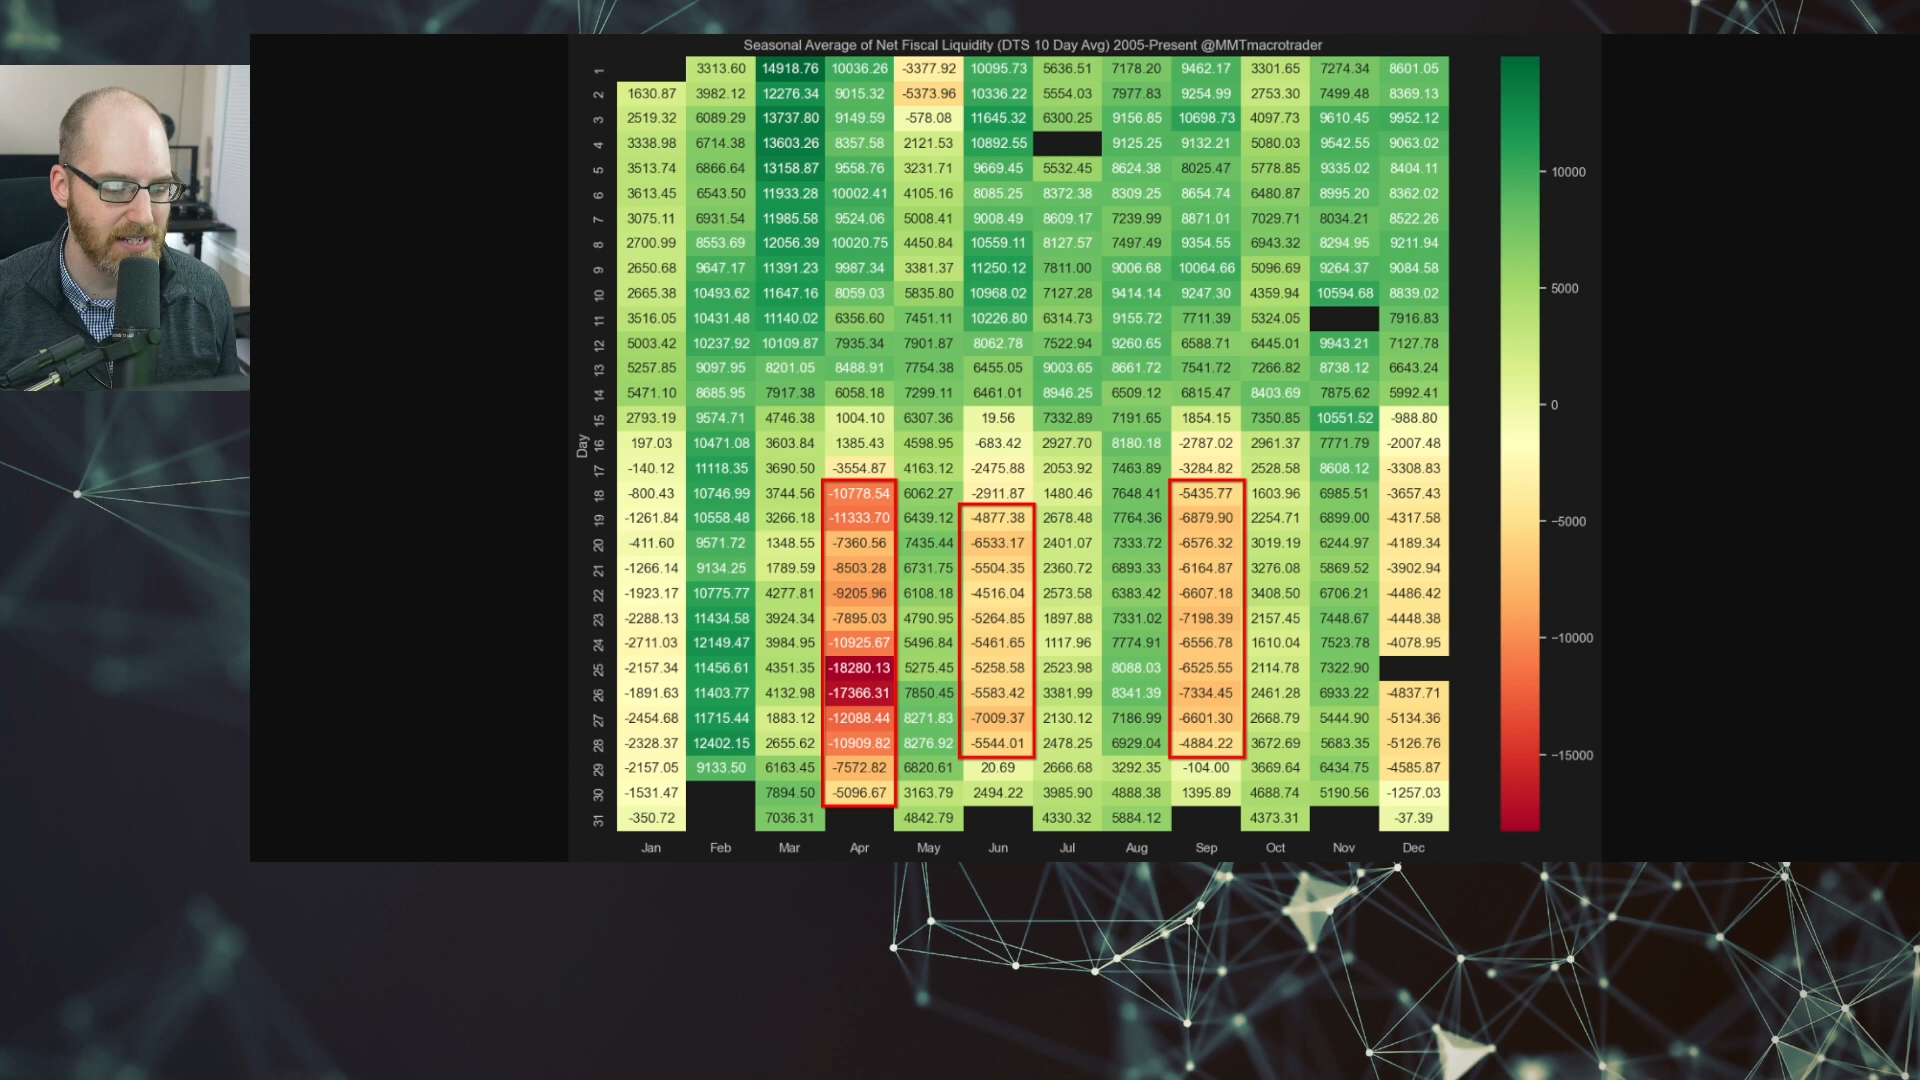 Seasonal Average of Net Fiscal Liquidity (DTS 10 Day Avg) 2005-Present @MMTmacrotrader
1 3313.60 14918.76 10036.26 -3377.92 10095.73 5636.51 7178.20 9462.17 3301.65 7274.34 8601.05
2 1630.87 3982.12 12276.34 9015.32 -5373.96 10336.22 5554.03 7977.83 9254.99 2753.30 7499.48 8369.13
3 2519.32 6089.29 13737.80 9149.59 -578.08 11645.32 6300.25 9156.85 10698.73 4097.73 9610.45 9952.12
4 3338.98 6714.38 13603.26 8357.58 2121.53 10892.55 9125.25 9132.21 5080.03 9542.55 9063.02
5 3513.74 6866.64 13158.87 9558.76 3231.71 9669.45 5532.45 8624.38 8025.47 5778.85 9335.02 8404.11
6 3613.45 6543.50 11933.28 10002.41 4105.16 8085.25 8372.38 8309.25 8654.74 6480.87 8995.20 8362.02
7 3075.11 6931.54 11985.58 9524.06 5008.41 9008.49 8609.17 7239.99 8871.01 7029.71 8034.21 8522.26
8 2700.99 8553.69 12056.39 10020.75 4450.84 10559.11 8127.57 7497.49 9354.55 6943.32 8294.95 9211.94
9 2650.68 9647.17 11391.23 9987.34 3381.37 11250.12 7811.00 9006.68 10064.66 5096.69 9264.37 9084.58
10 2665.38 10493.62 11647.16 8059.03 5835.80 10968.02 7127.28 9414.14 9247.30 4359.94 10594.68 8839.02
11 3516.05 10431.48 11140.02 6356.60 7451.11 10226.80 6314.73 9155.72 7711.39 5324.05 7916.83
12 5003.42 10237.92 10109.87 7935.34 7901.87 8062.78 7522.94 9260.65 6588.71 6445.01 9943.21 7127.78
13 5257.85 9097.95 8201.05 8488.91 7754.38 6455.05 9003.65 8661.72 7541.72 7266.82 8738.12 6643.24
14 5471.10 8685.95 7917.38 6058.18 7299.11 6461.01 8946.25 6509.12 6815.47 8403.69 7875.62 5992.41
15 2793.19 9574.71 4746.38 1004.10 6307.36 19.56 7332.89 7191.65 1854.15 7350.85 10551.52 -988.80
16 197.03 10471.08 3603.84 1385.43 4598.95 -683.42 2927.70 8180.18 -2787.02 2961.37 7771.79 -2007.48
17 -140.12 11118.35 3690.50 -3554.87 4163.12 -2475.88 2053.92 7463.89 -3284.82 2528.58 8608.12 -3308.83
18 -800.43 10746.99 3744.56 -10778.54 6062.27 -2911.87 1480.46 7648.41 -5435.77 1603.96 6985.51 -3657.43
19 -1261.84 10558.48 3266.18 -11333.70 6439.12 -4877.38 2678.48 7764.36 -6879.90 2254.71 6899.00 -4317.58
20 -411.60 9571.72 1348.55 -7360.56 7435.44 -6533.17 2401.07 7333.72 -6576.32 3019.19 6244.97 -4189.34
21 -1266.14 9134.25 1789.59 -8503.28 6731.75 -5504.35 2360.72 6893.33 -6164.87 3276.08 5869.52 -3902.94
22 -1923.17 10775.77 4277.81 -9205.96 6108.18 -4516.04 2573.58 6383.42 -6607.18 3408.50 6706.21 -4486.42
23 -2288.13 11434.58 3924.34 -7895.03 4790.95 -5264.85 1897.88 7331.02 -7198.39 2157.45 7448.67 -4448.38
24 -2711.03 12149.47 3984.95 -10925.67 5496.84 -5461.65 1117.96 7774.91 -6556.78 1610.04 7523.78 -4078.95
25 -2157.34 11456.61 4351.35 -18280.13 5275.45 -5258.58 2523.98 8088.03 -6525.55 2114.78 7322.90
26 -1891.63 11403.77 4132.98 -17366.31 7850.45 -5583.42 3381.99 8341.39 -7334.45 2461.28 6933.22 -4837.71
27 -2454.68 11715.44 1883.12 -12088.44 8271.83 -7009.37 2130.12 7186.99 -6601.30 2668.79 5444.90 -5134.36
28 -2328.37 12402.15 2655.62 -10909.82 8276.92 -5544.01 2478.25 6929.04 -4884.22 3672.69 5683.35 -5126.76
29 -2157.05 9133.50 6163.45 -7572.82 6820.61 20.69 2666.68 3292.35 -104.00 3669.64 6434.75 -4585.87
30 -1531.47 7894.50 -5096.67 3163.79 2494.22 3985.90 4888.38 1395.89 4688.74 5190.56 -1257.03
31 -350.72 7036.31 4842.79 4330.32 5884.12 4373.31 -37.39
Jan Feb Mar Apr May Jun Jul Aug Sep Oct Nov Dec
Day
10000
5000
0
-5000
-10000
-15000